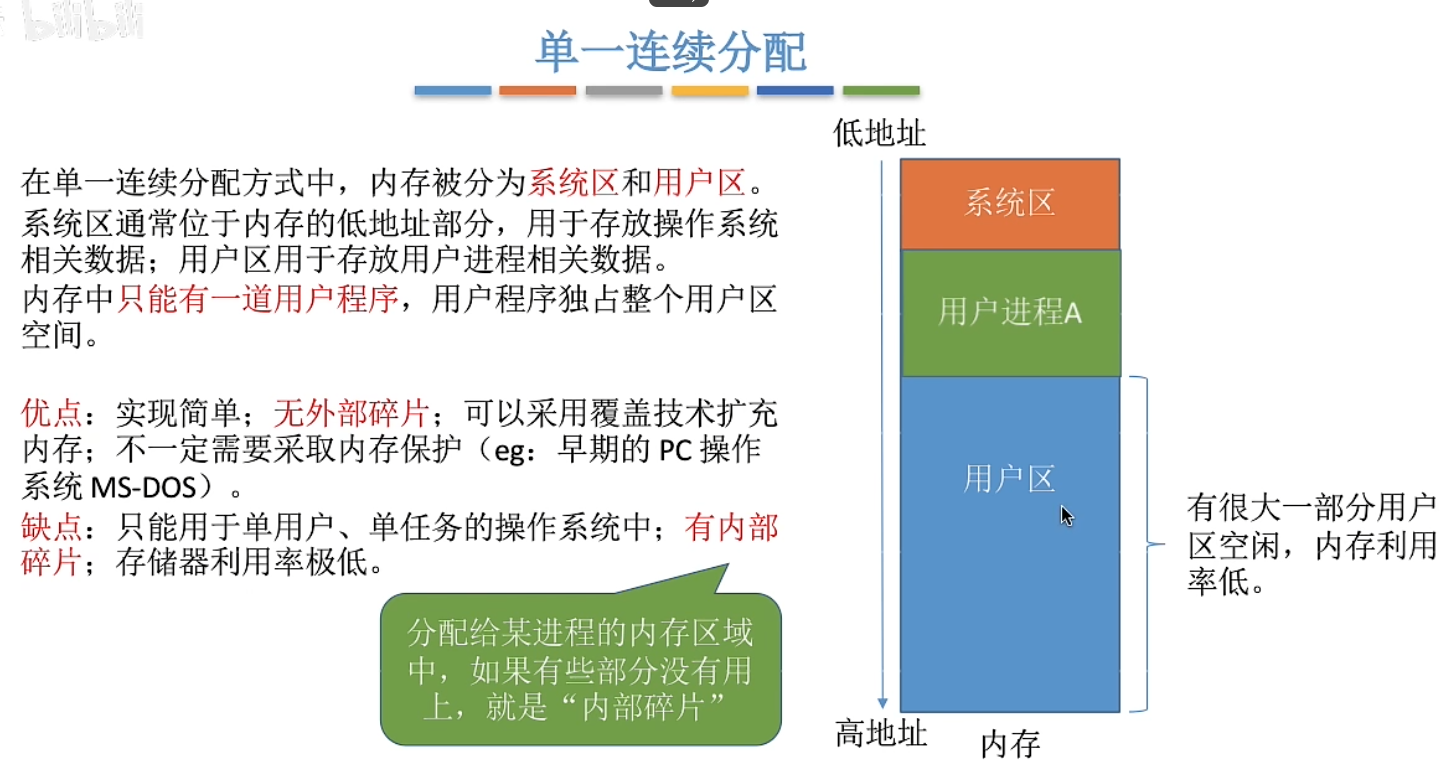 bilibili
单一连续分配
在单一连续分配方式中，内存被分为系统区和用户区。
系统区通常位于内存的低地址部分，用于存放操作系统
相关数据；用户区用于存放用户进程相关数据。
内存中只能有一道用户程序，用户程序独占整个用户区
空间。
优点：实现简单；无外部碎片；可以采用覆盖技术扩充
内存；不一定需要采取内存保护（eg：早期的 PC 操作
系统 MS-DOS）。
缺点：只能用于单用户、单任务的操作系统中；有内部
碎片；存储器利用率极低。
分配给某进程的内存区域
中，如果有些部分没有用
上，就是“内部碎片”
低地址
系统区
用户进程A
用户区
高地址
内存
有很大一部分用户
区空闲，内存利用
率低。